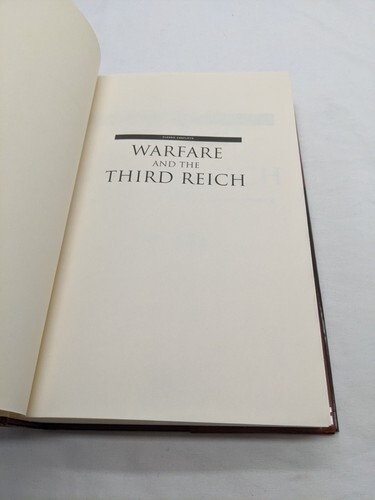 WARFARE
AND THE
THIRD REICH